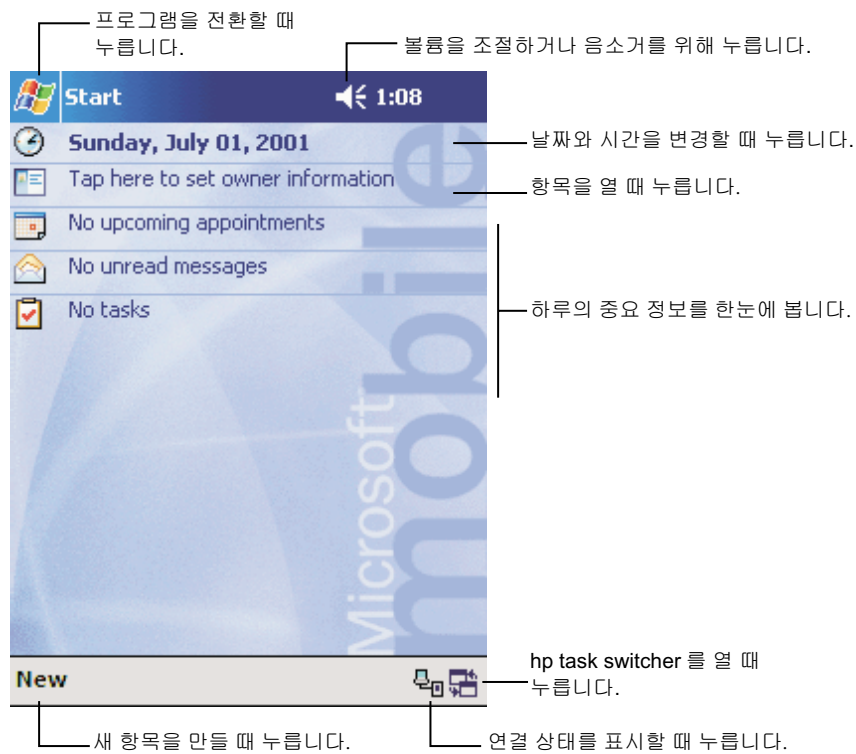 프로그램을 전환할 때
누릅니다.
볼륨을 조절하거나 음소거를 위해 누릅니다.
Start 1:08
Sunday, July 01, 2001
날짜와 시간을 변경할 때 누릅니다.
Tap here to set owner information
항목을 열 때 누릅니다.
No upcoming appointments
No unread messages
No tasks
하루의 중요 정보를 한눈에 봅니다.
Microsoft
mobile
New
hp task switcher 를 열 때
누릅니다.
새 항목을 만들 때 누릅니다.
연결 상태를 표시할 때 누릅니다.